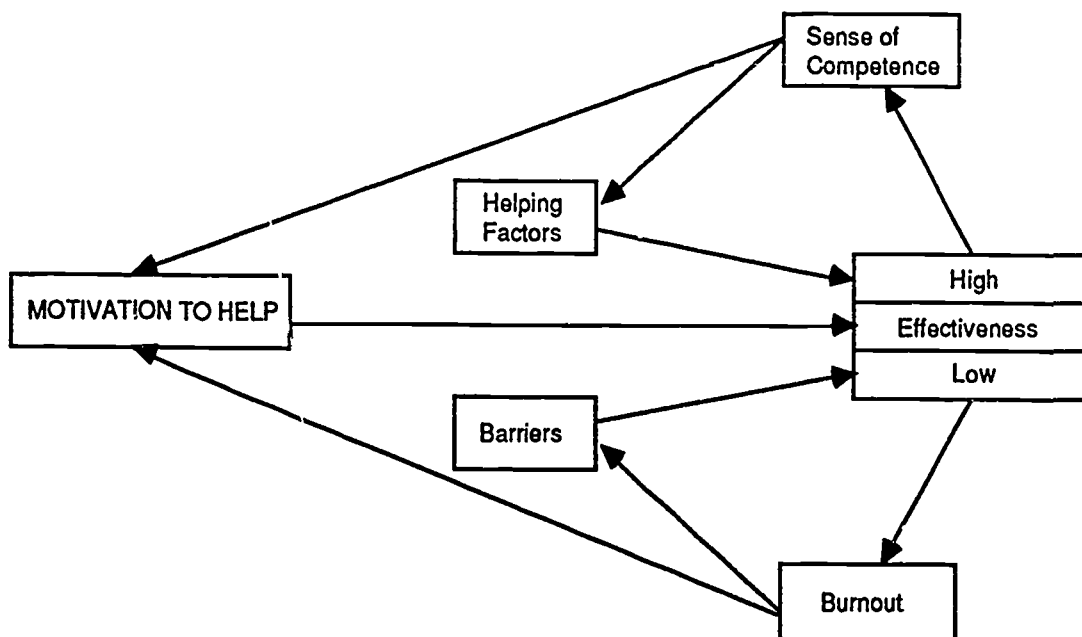 Sense of
Competence
Helping
Factors
High
MOTIVATION TO HELP
Effectiveness
Low
Barriers
Burnout